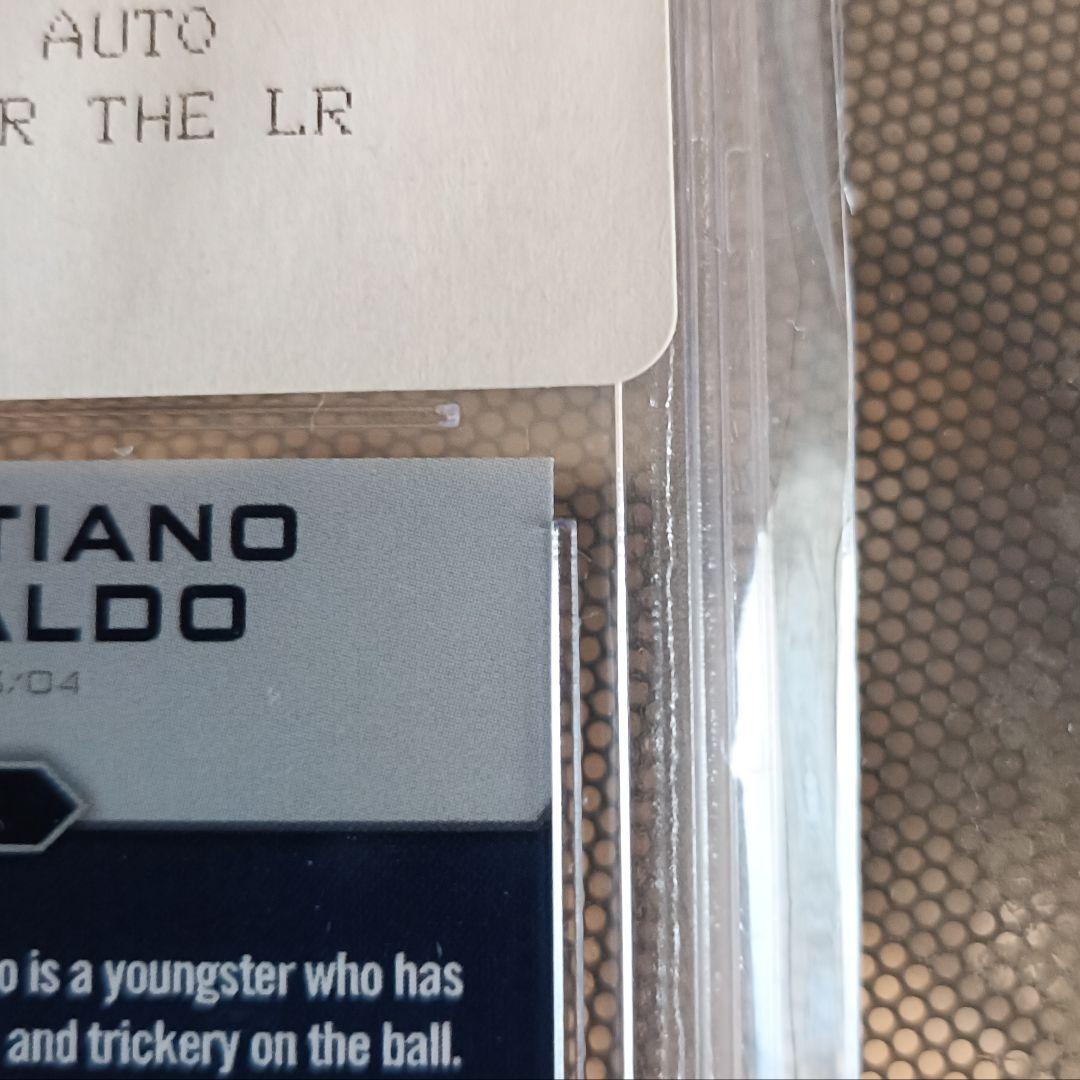 AUTO
R THE LR
TIANO
ALDO
/04
o is a youngster who has
and trickery on the ball.